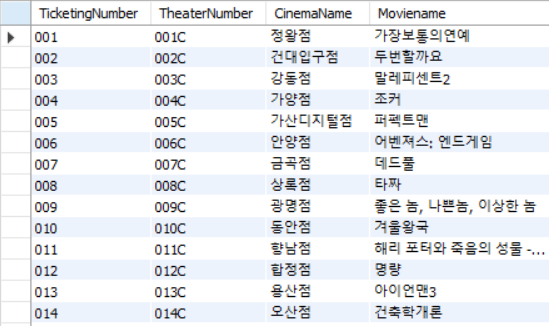 TicketingNumber TheaterNumber CinemaName Moviename
001 001C 정왕점 가장보통의연예
002 002C 건대입구점 두번할까요
003 003C 강동점 말레피센트2
004 004C 가양점 조커
005 005C 가산디지털점 퍼펙트맨
006 006C 안양점 어벤져스: 엔드게임
007 007C 금곡점 데드풀
008 008C 상록점 타짜
009 009C 광명점 좋은 놈, 나쁜놈, 이상한 놈
010 010C 동안점 겨울왕국
011 011C 향남점 해리 포터와 죽음의 성물 -...
012 012C 합정점 명량
013 013C 용산점 아이언맨3
014 014C 오산점 건축학개론